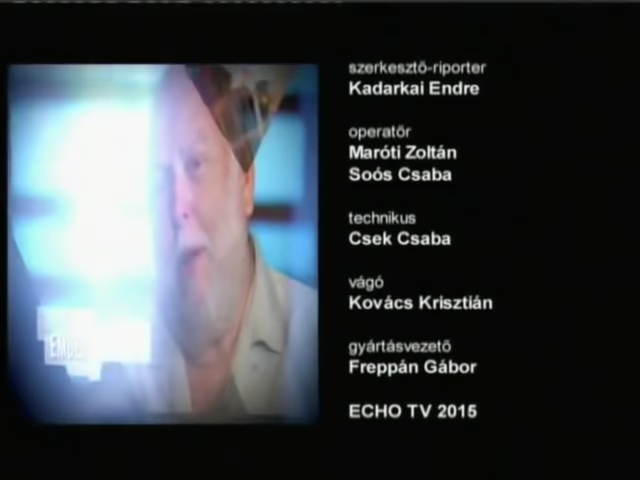 szerkesztő-riporter
Kadarkai Endre
operatőr
Maróti Zoltán
Soós Csaba
technikus
Csek Csaba
vágó
Kovács Krisztián
gyártásvezető
Freppán Gábor
ECHO TV 2015